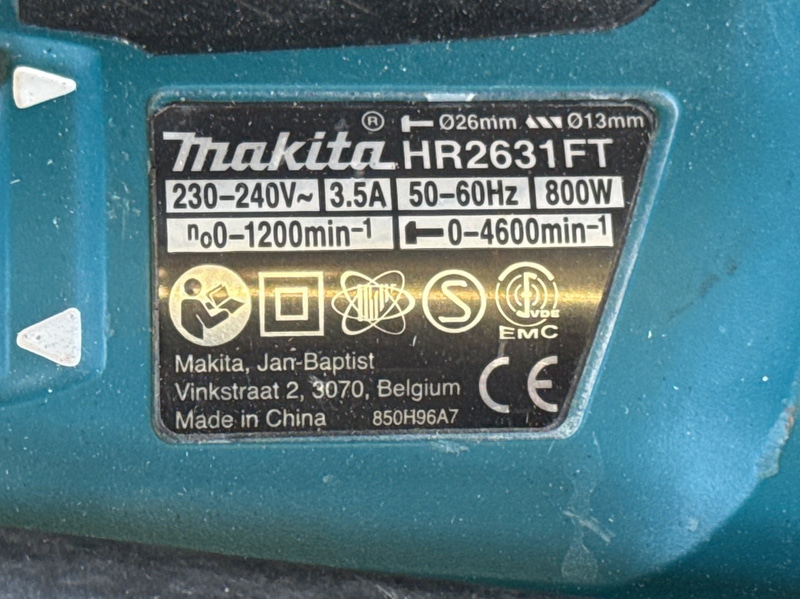 ® Ø26mm Ø13mm
makita HR2631FT
230-240V~ 3.5A 50-60Hz 800W
n₀0-1200min⁻¹ 0-4600min⁻¹
S VDE
EMC
Makita, Jan-Baptist
Vinkstraat 2, 3070, Belgium CE
Made in China 850H96A7